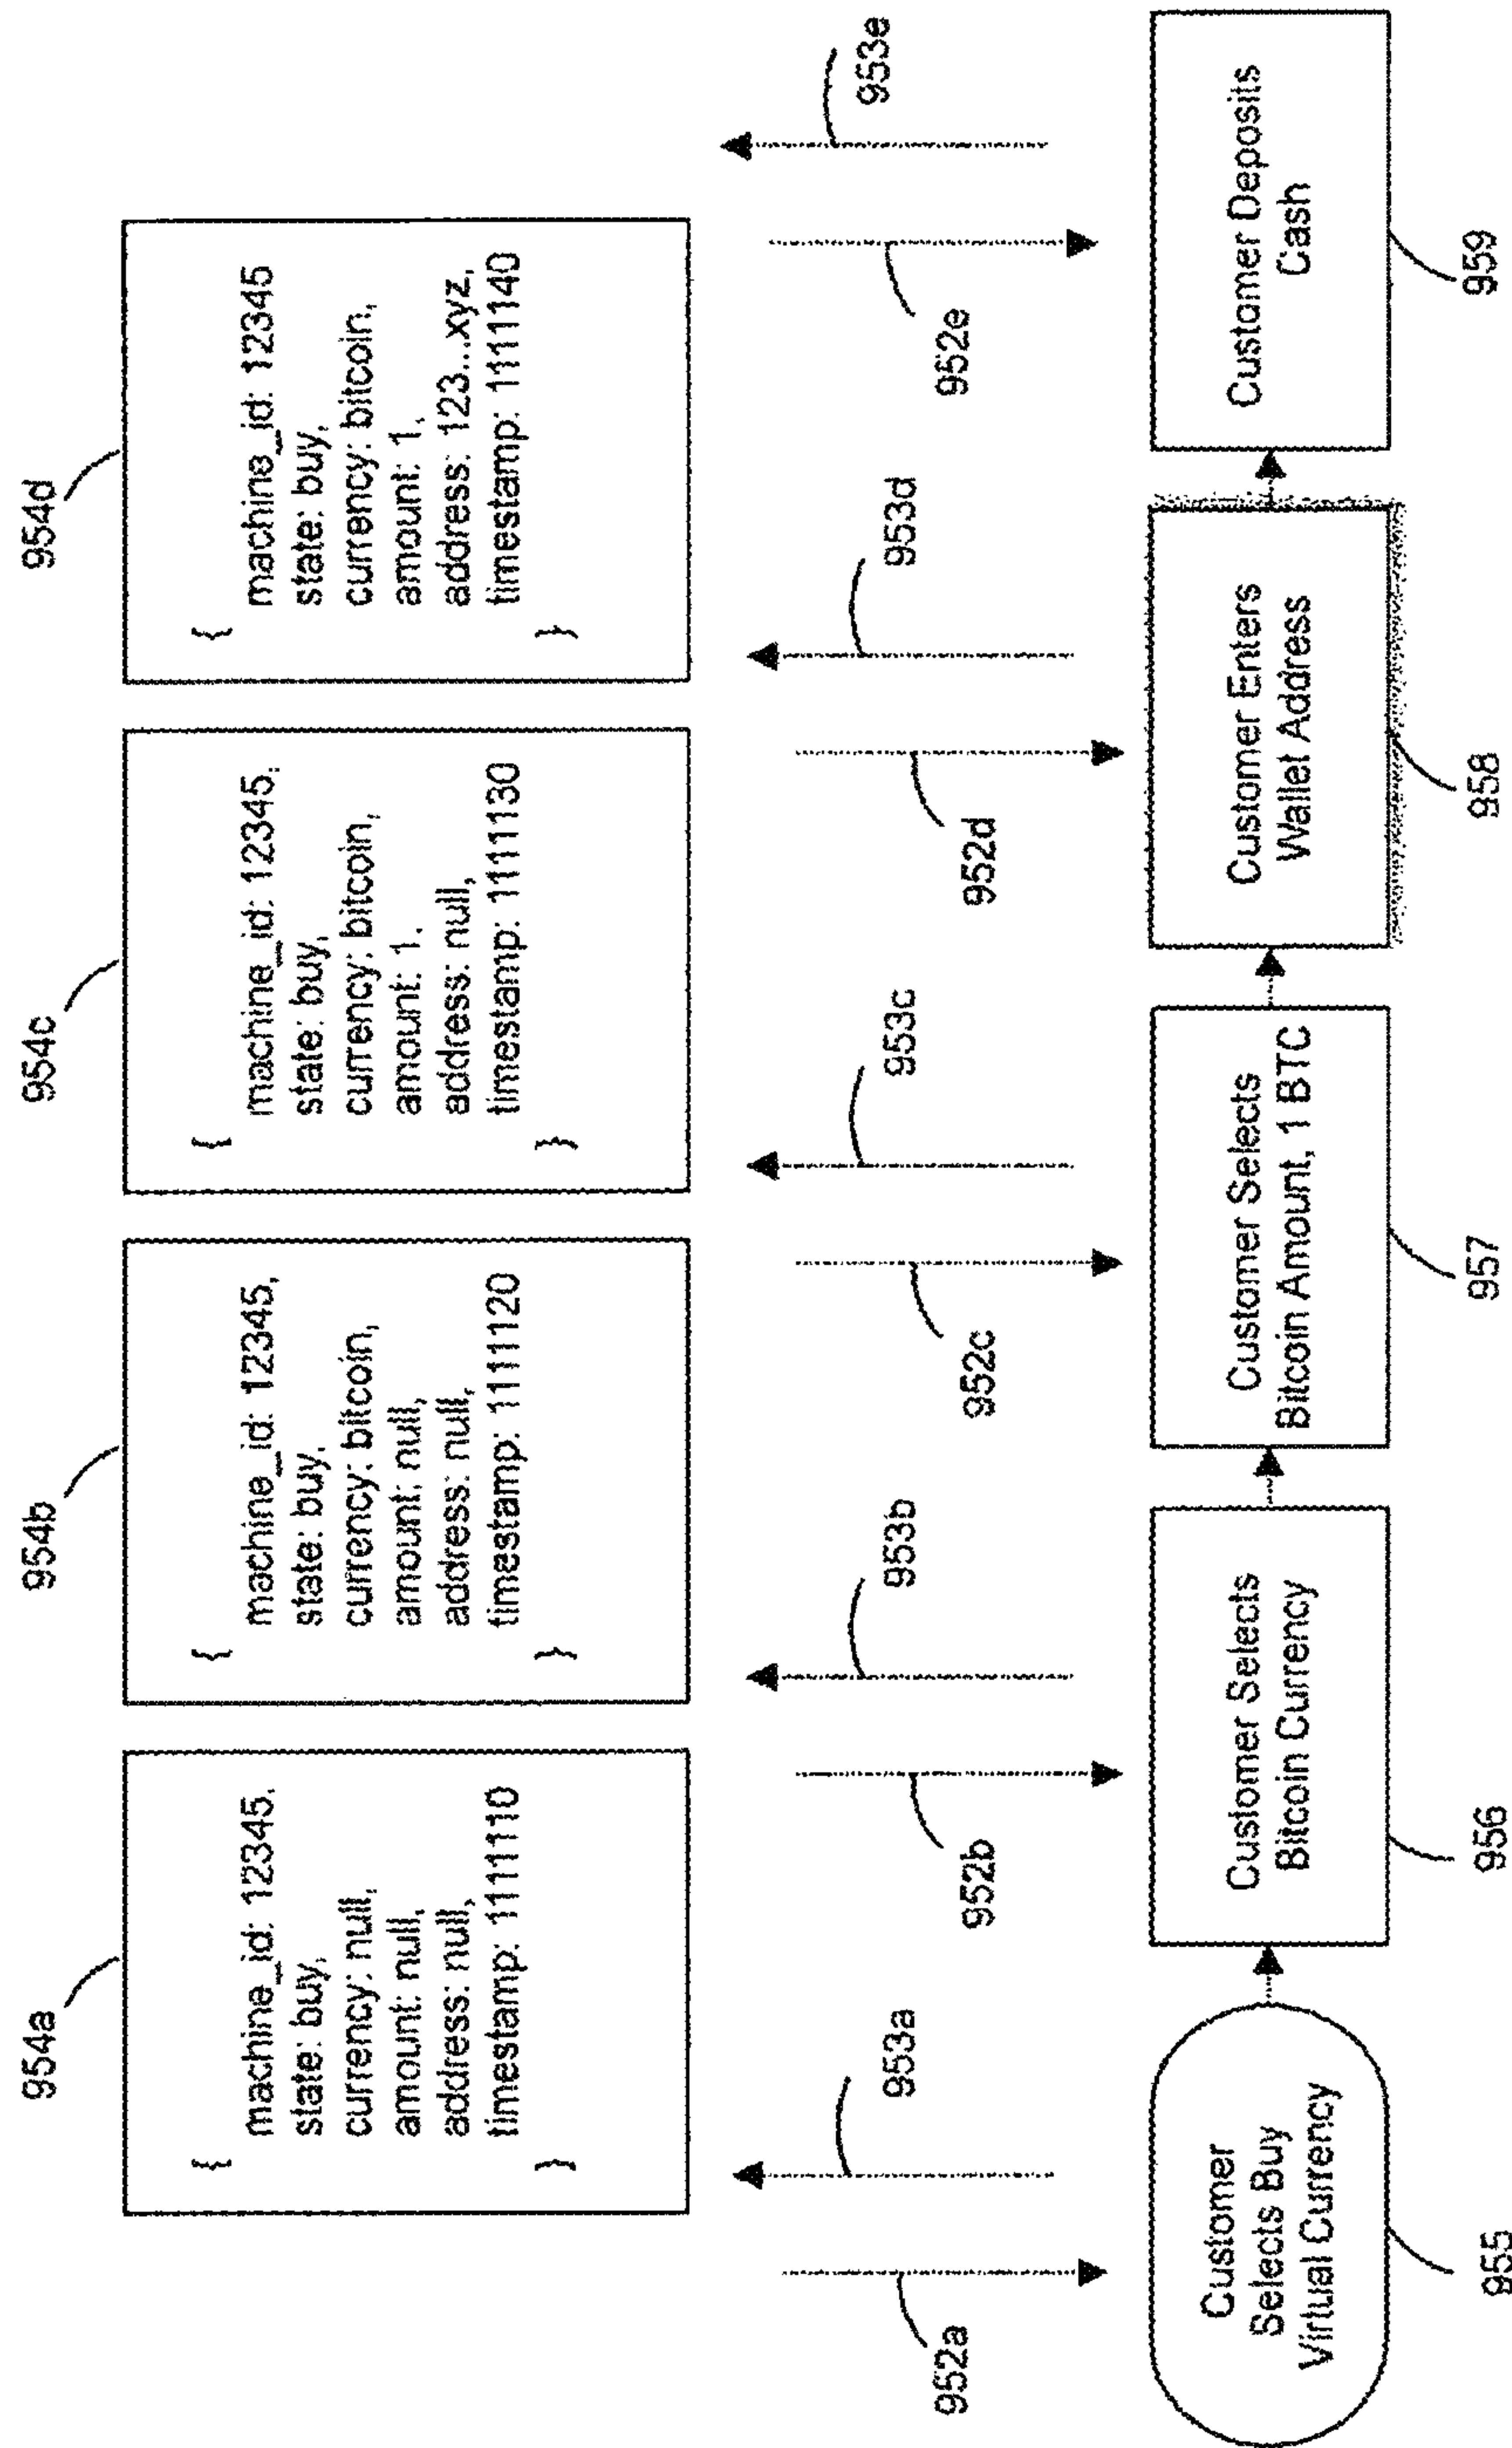 954a
954b
954c
954d
{
machine_id: 12345.
state: buy,
currency: null,
amount: null,
address: null,
timestamp: 1111110
}
{
machine_id: 12345,
state: buy,
currency: bitcoin,
amount: null,
address: null,
timestamp: 1111120
}
{
machine_id: 12345.
state: buy,
currency: bitcoin,
amount: 1.
address: null,
timestamp: 1111130
}
{
machine_id: 12345
state: buy,
currency: bitcoin,
amount: 1,
address: 123...xyz,
timestamp: 1111140
}
952a
953a
952b
953b
952c
953c
952d
953d
952e
953e
Customer
Selects Buy
Virtual Currency
Customer Selects
Bitcoin Currency
Customer Selects
Bitcoin Amount, 1 BTC
Customer Enters
Wallet Address
Customer Deposits
Cash
955
956
957
958
959